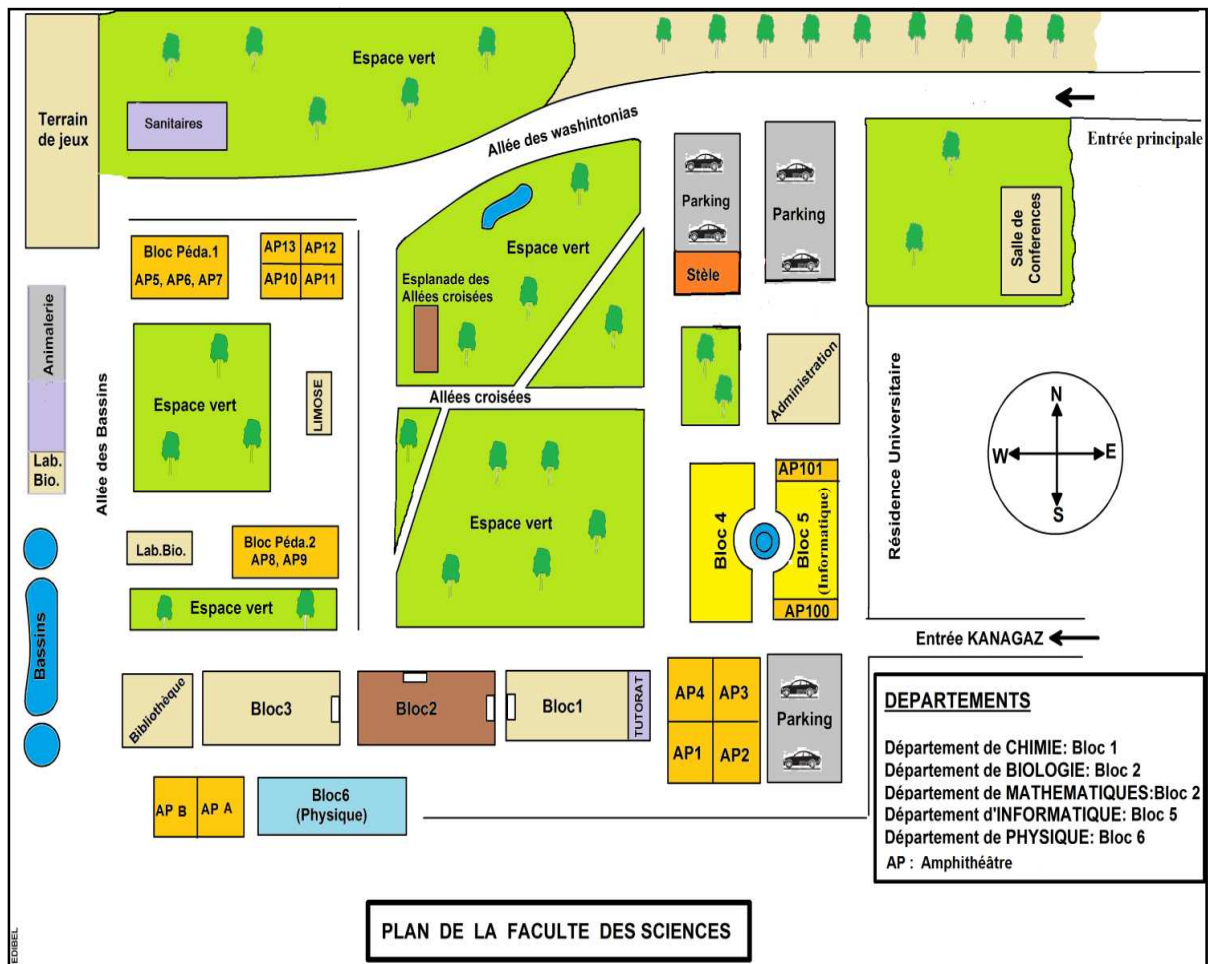 Espace vert
Terrain
de jeux
Sanitaires
Allée des washintonias
Entrée principale
Parking
Parking
Stèle
Salle de
Conferences
Bloc Péda.1
AP5, AP6, AP7
AP13 AP12
AP10 AP11
Espace vert
Esplanade des
Allées croisées
Animalerie
Lab.
Bio.
Allée des Bassins
Espace vert
LIMOSE
Allées croisées
Administration
Résidence Universitaire
N
W E
S
Espace vert
Bloc 4
AP101
Bloc 5
(Informatique)
AP100
Lab.Bio.
Bloc Péda.2
AP8, AP9
Espace vert
Bassins
Entrée KANAGAZ
Bibliothèque
Bloc3
Bloc2
Bloc1
TUTORAT
AP4 AP3
AP1 AP2
Parking
AP B AP A
Bloc6
(Physique)
DEPARTEMENTS
Département de CHIMIE: Bloc 1
Département de BIOLOGIE: Bloc 2
Département de MATHEMATIQUES:Bloc 2
Département d'INFORMATIQUE: Bloc 5
Département de PHYSIQUE: Bloc 6
AP : Amphithéâtre
PLAN DE LA FACULTE DES SCIENCES
EDIBEL